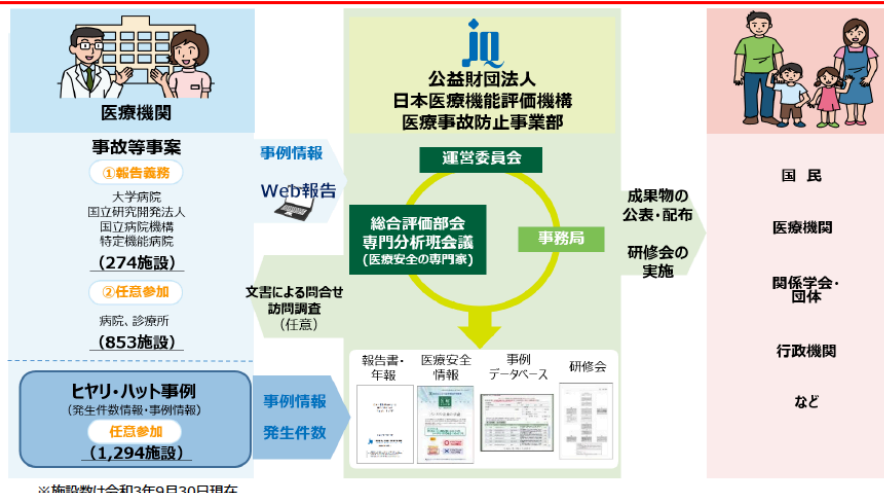 医療機関
事故等事案
①報告義務
大学病院
国立研究開発法人
国立病院機構
特定機能病院
(274施設)
②任意参加
病院、診療所
(853施設)
ヒヤリ・ハット事例
(発生件数情報・事例情報)
任意参加
(1,294施設)
※施設数は令和3年9月30日現在
事例情報
Web報告
文書による問合せ
訪問調査
(任意)
事例情報
発生件数
jq
公益財団法人
日本医療機能評価機構
医療事故防止事業部
運営委員会
総合評価部会
専門分析班会議
(医療安全の専門家)
事務局
報告書・
年報
医療安全
情報
事例
データベース
研修会
成果物の
公表・配布
研修会の
実施
国 民
医療機関
関係学会・
団体
行政機関
など